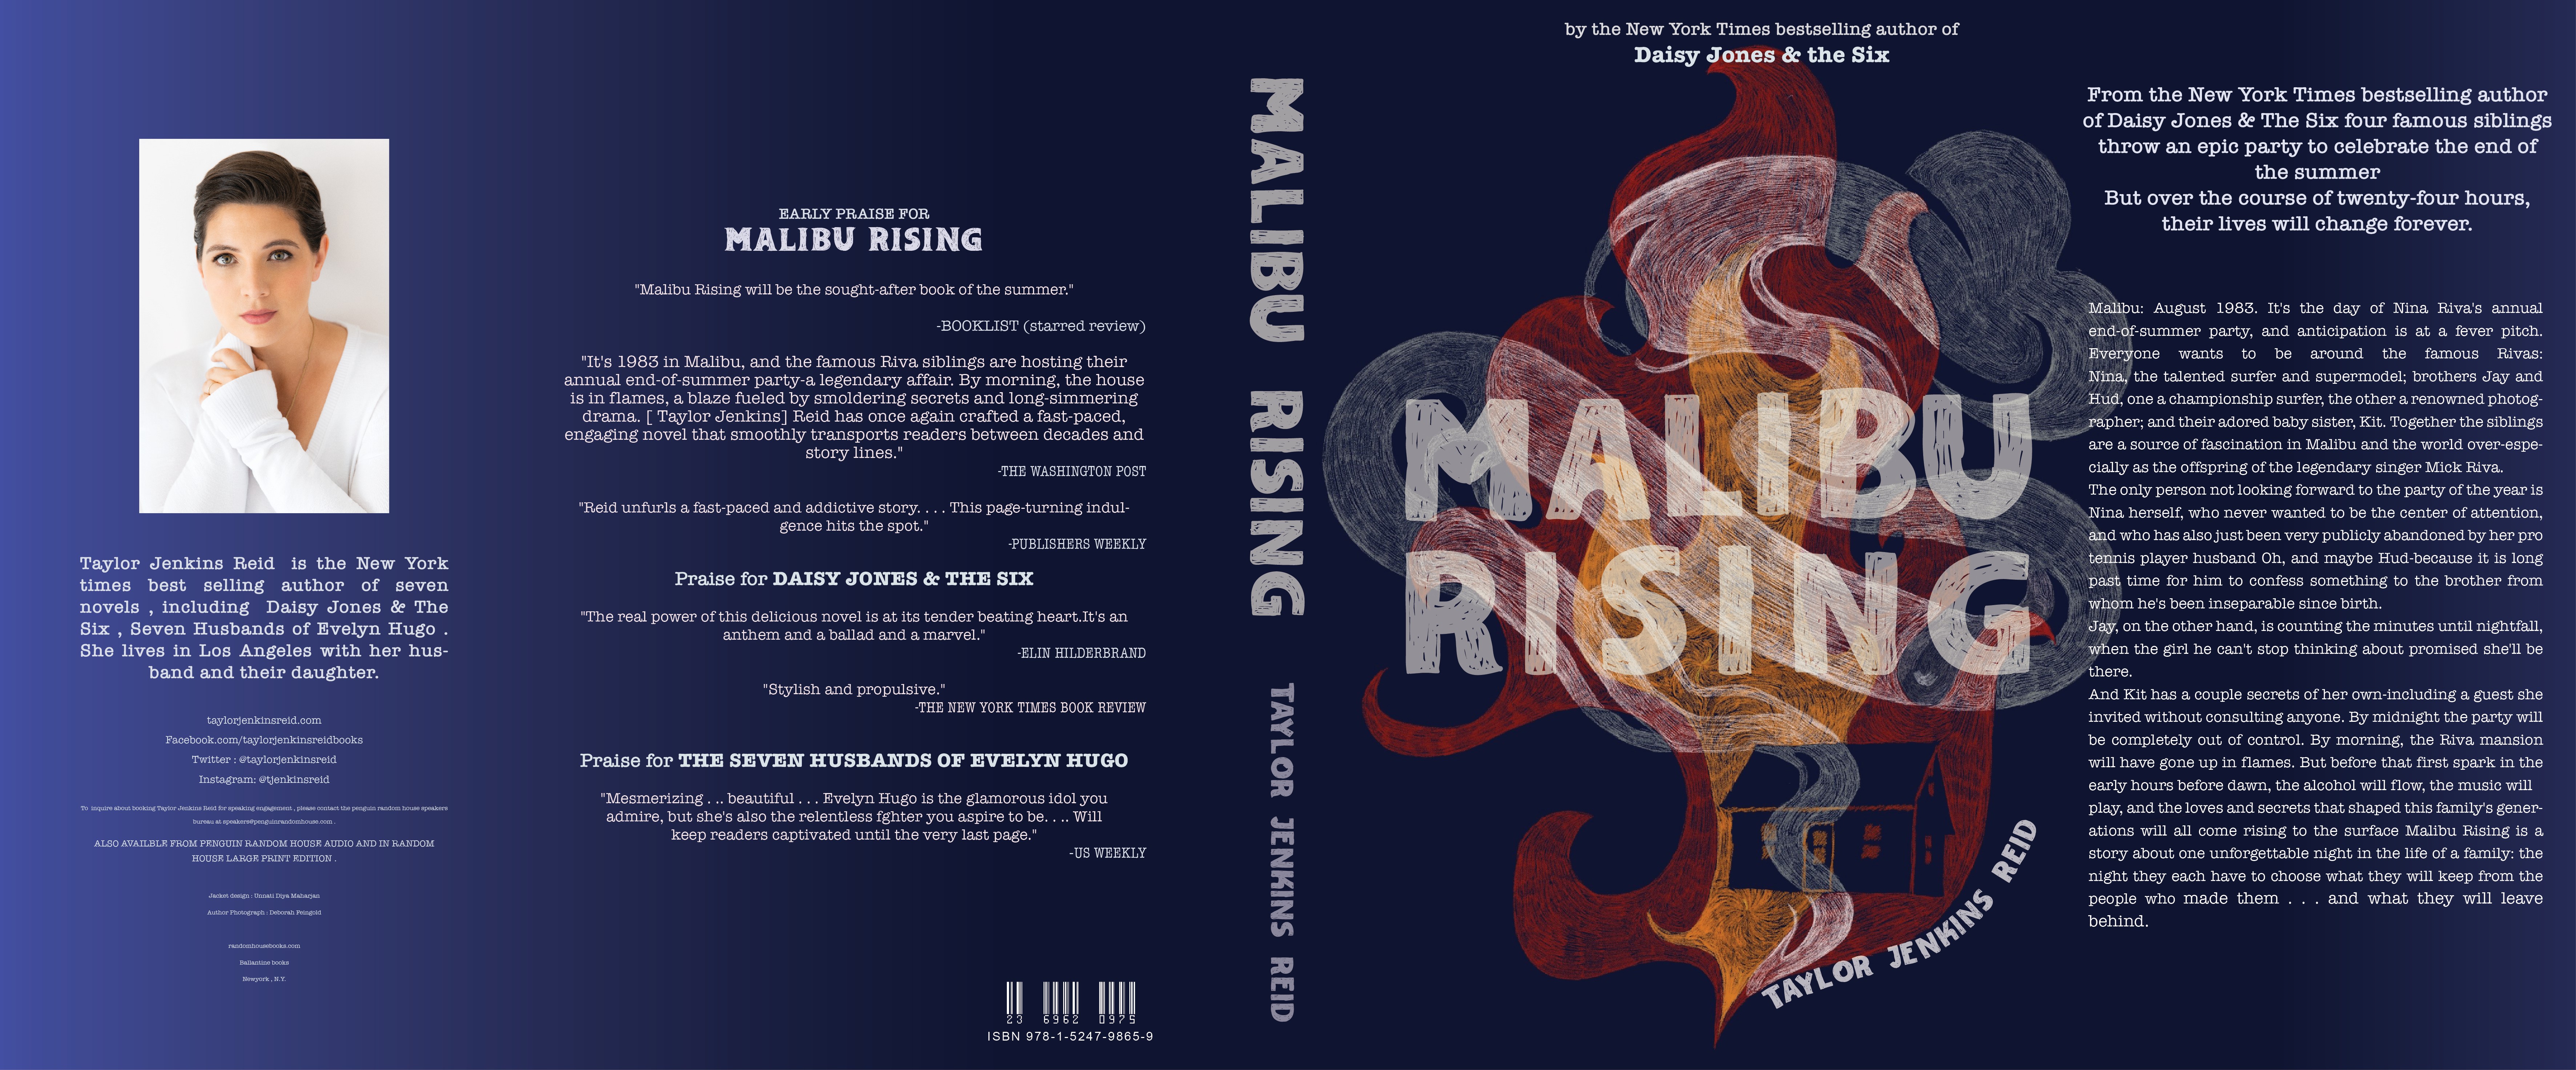 Taylor Jenkins Reid is the New York
times best selling author of seven
novels , including Daisy Jones & The
Six , Seven Husbands of Evelyn Hugo .
She lives in Los Angeles with her hus-
band and their daughter.
taylorjenkinsreid.com
Facebook.com/taylorjenkinsreidbooks
Twitter : @taylorjenkinsreid
Instagram: @tjenkinsreid
To inquire about booking Taylor Jenkins Reid for speaking engagement , please contact the penguin random house speakers
bureau at speakers@penguinrandomhouse.com .
ALSO AVAILBLE FROM PENGUIN RANDOM HOUSE AUDIO AND IN RANDOM
HOUSE LARGE PRINT EDITION .
Jacket design : Unnati Diya Maharjan
Author Photograph : Deborah Feingold
randomhousebooks.com
Ballantine books
Newyork , N.Y.
EARLY PRAISE FOR
MALIBU RISING
"Malibu Rising will be the sought-after book of the summer."
-BOOKLIST (starred review)
"It's 1983 in Malibu, and the famous Riva siblings are hosting their
annual end-of-summer party-a legendary affair. By morning, the house
is in flames, a blaze fueled by smoldering secrets and long-simmering
drama. [ Taylor Jenkins] Reid has once again crafted a fast-paced,
engaging novel that smoothly transports readers between decades and
story lines."
-THE WASHINGTON POST
"Reid unfurls a fast-paced and addictive story. . . . This page-turning indul-
gence hits the spot."
-PUBLISHERS WEEKLY
Praise for DAISY JONES & THE SIX
"The real power of this delicious novel is at its tender beating heart.It's an
anthem and a ballad and a marvel."
-ELIN HILDERBRAND
"Stylish and propulsive."
-THE NEW YORK TIMES BOOK REVIEW
Praise for THE SEVEN HUSBANDS OF EVELYN HUGO
"Mesmerizing . .. beautiful . . . Evelyn Hugo is the glamorous idol you
admire, but she's also the relentless fghter you aspire to be. . .. Will
keep readers captivated until the very last page."
-US WEEKLY
23 6962 0975
ISBN 978-1-5247-9865-9
MALIBU RISING
TAYLOR JENKINS REID
by the New York Times bestselling author of
Daisy Jones & the Six
MALIBU
RISING
TAYLOR JENKINS REID
From the New York Times bestselling author
of Daisy Jones & The Six four famous siblings
throw an epic party to celebrate the end of
the summer
But over the course of twenty-four hours,
their lives will change forever.
Malibu: August 1983. It's the day of Nina Riva's annual
end-of-summer party, and anticipation is at a fever pitch.
Everyone wants to be around the famous Rivas:
Nina, the talented surfer and supermodel; brothers Jay and
Hud, one a championship surfer, the other a renowned photog-
rapher; and their adored baby sister, Kit. Together the siblings
are a source of fascination in Malibu and the world over-espe-
cially as the offspring of the legendary singer Mick Riva.
The only person not looking forward to the party of the year is
Nina herself, who never wanted to be the center of attention,
and who has also just been very publicly abandoned by her pro
tennis player husband Oh, and maybe Hud-because it is long
past time for him to confess something to the brother from
whom he's been inseparable since birth.
Jay, on the other hand, is counting the minutes until nightfall,
when the girl he can't stop thinking about promised she'll be
there.
And Kit has a couple secrets of her own-including a guest she
invited without consulting anyone. By midnight the party will
be completely out of control. By morning, the Riva mansion
will have gone up in flames. But before that first spark in the
early hours before dawn, the alcohol will flow, the music will
play, and the loves and secrets that shaped this family's gener-
ations will all come rising to the surface Malibu Rising is a
story about one unforgettable night in the life of a family: the
night they each have to choose what they will keep from the
people who made them . . . and what they will leave
behind.